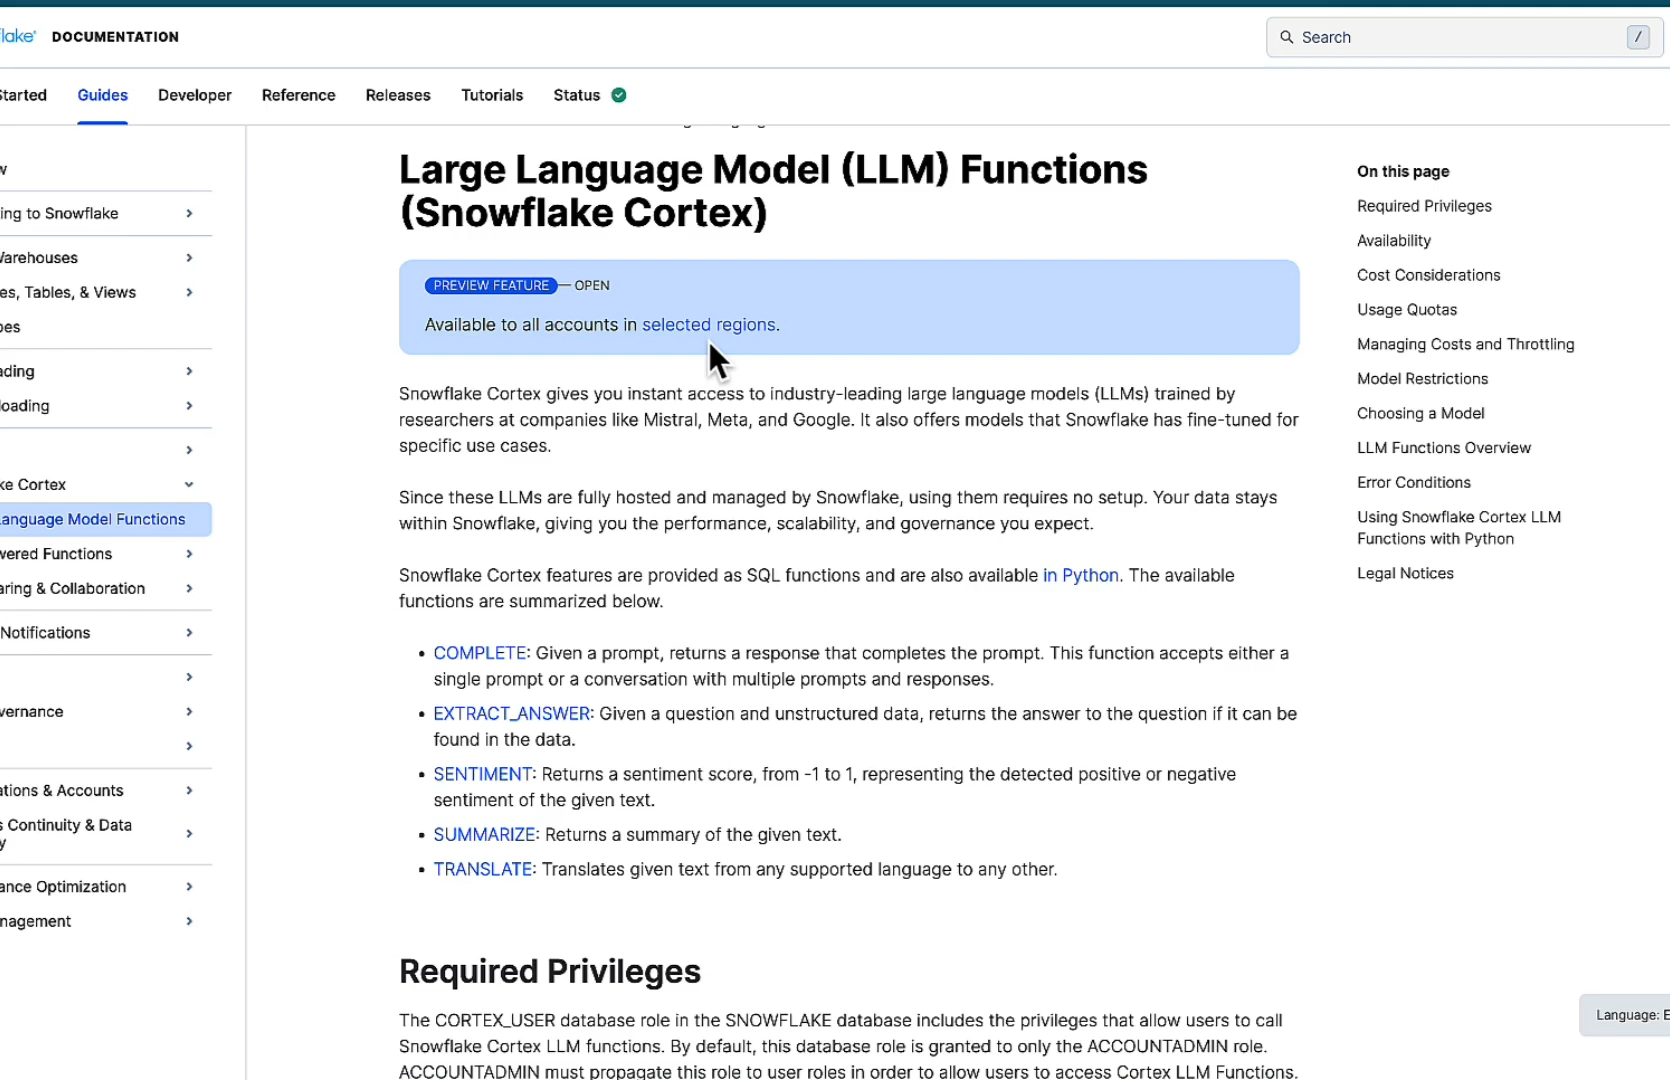 flake® DOCUMENTATION
Search /
Started Guides Developer Reference Releases Tutorials Status
w
ing to Snowflake
Warehouses
es, Tables, & Views
pes
ading
loading
ke Cortex
Language Model Functions
wered Functions
aring & Collaboration
Notifications
vernance
ations & Accounts
s Continuity & Data
y
ance Optimization
nagement
Large Language Model (LLM) Functions
(Snowflake Cortex)
PREVIEW FEATURE — OPEN
Available to all accounts in selected regions.
Snowflake Cortex gives you instant access to industry-leading large language models (LLMs) trained by
researchers at companies like Mistral, Meta, and Google. It also offers models that Snowflake has fine-tuned for
specific use cases.
Since these LLMs are fully hosted and managed by Snowflake, using them requires no setup. Your data stays
within Snowflake, giving you the performance, scalability, and governance you expect.
Snowflake Cortex features are provided as SQL functions and are also available in Python. The available
functions are summarized below.
• COMPLETE: Given a prompt, returns a response that completes the prompt. This function accepts either a
single prompt or a conversation with multiple prompts and responses.
• EXTRACT_ANSWER: Given a question and unstructured data, returns the answer to the question if it can be
found in the data.
• SENTIMENT: Returns a sentiment score, from -1 to 1, representing the detected positive or negative
sentiment of the given text.
• SUMMARIZE: Returns a summary of the given text.
• TRANSLATE: Translates given text from any supported language to any other.
Required Privileges
The CORTEX_USER database role in the SNOWFLAKE database includes the privileges that allow users to call
Snowflake Cortex LLM functions. By default, this database role is granted to only the ACCOUNTADMIN role.
ACCOUNTADMIN must propagate this role to user roles in order to allow users to access Cortex LLM Functions.
On this page
Required Privileges
Availability
Cost Considerations
Usage Quotas
Managing Costs and Throttling
Model Restrictions
Choosing a Model
LLM Functions Overview
Error Conditions
Using Snowflake Cortex LLM
Functions with Python
Legal Notices
Language: E